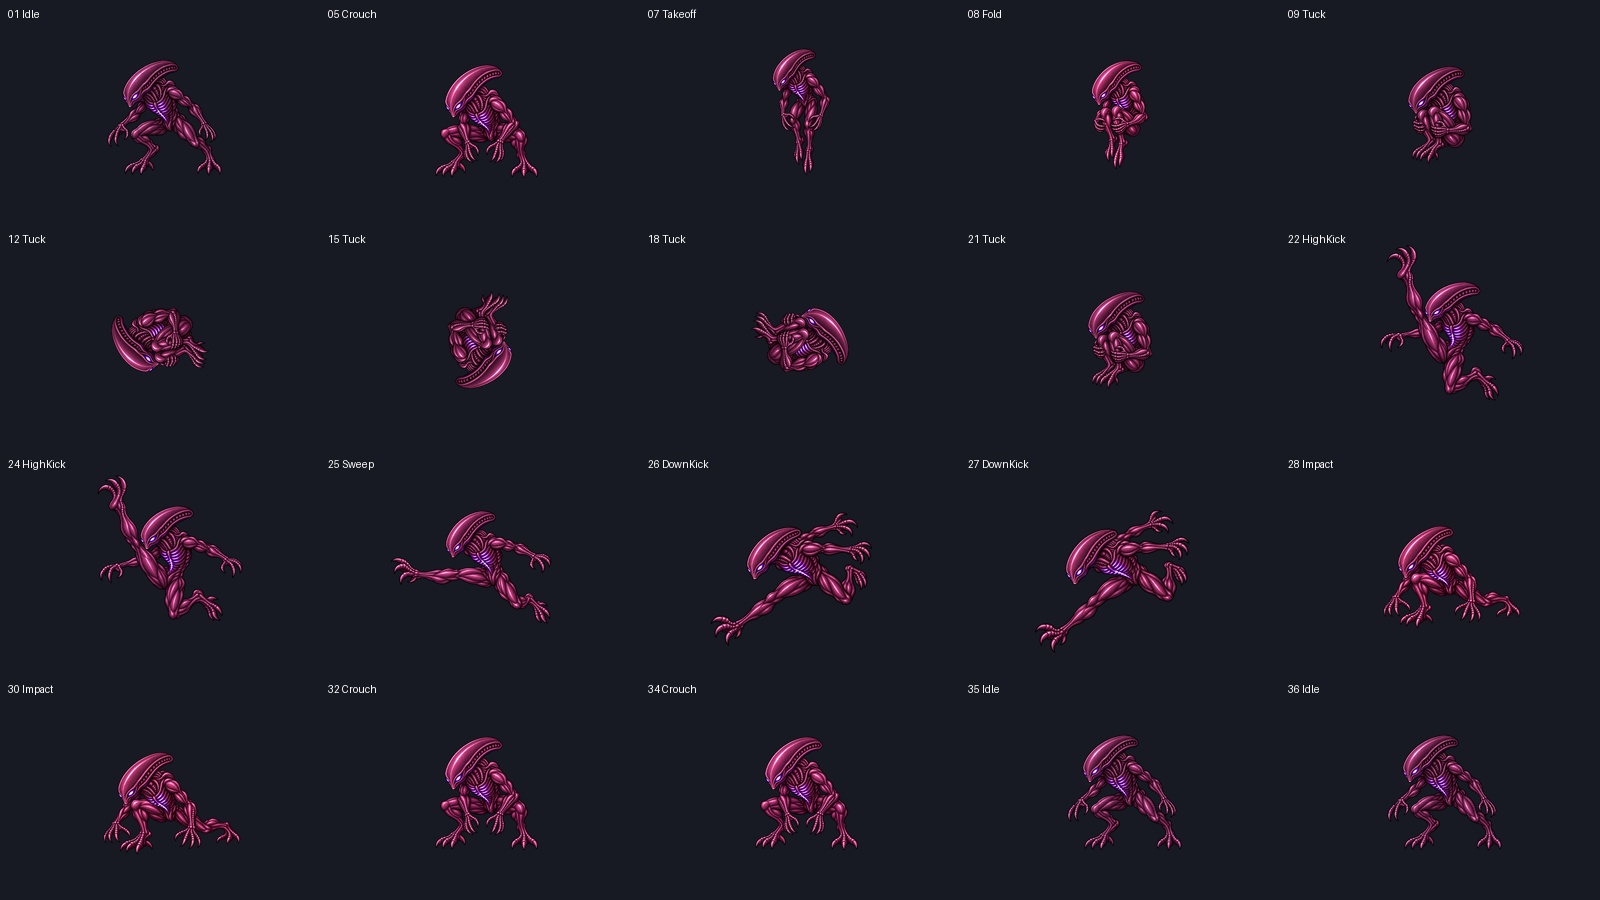 01 Idle
05 Crouch
07 Takeoff
08 Fold
09 Tuck
12 Tuck
15 Tuck
18 Tuck
21 Tuck
22 HighKick
24 HighKick
25 Sweep
26 DownKick
27 DownKick
28 Impact
30 Impact
32 Crouch
34 Crouch
35 Idle
36 Idle